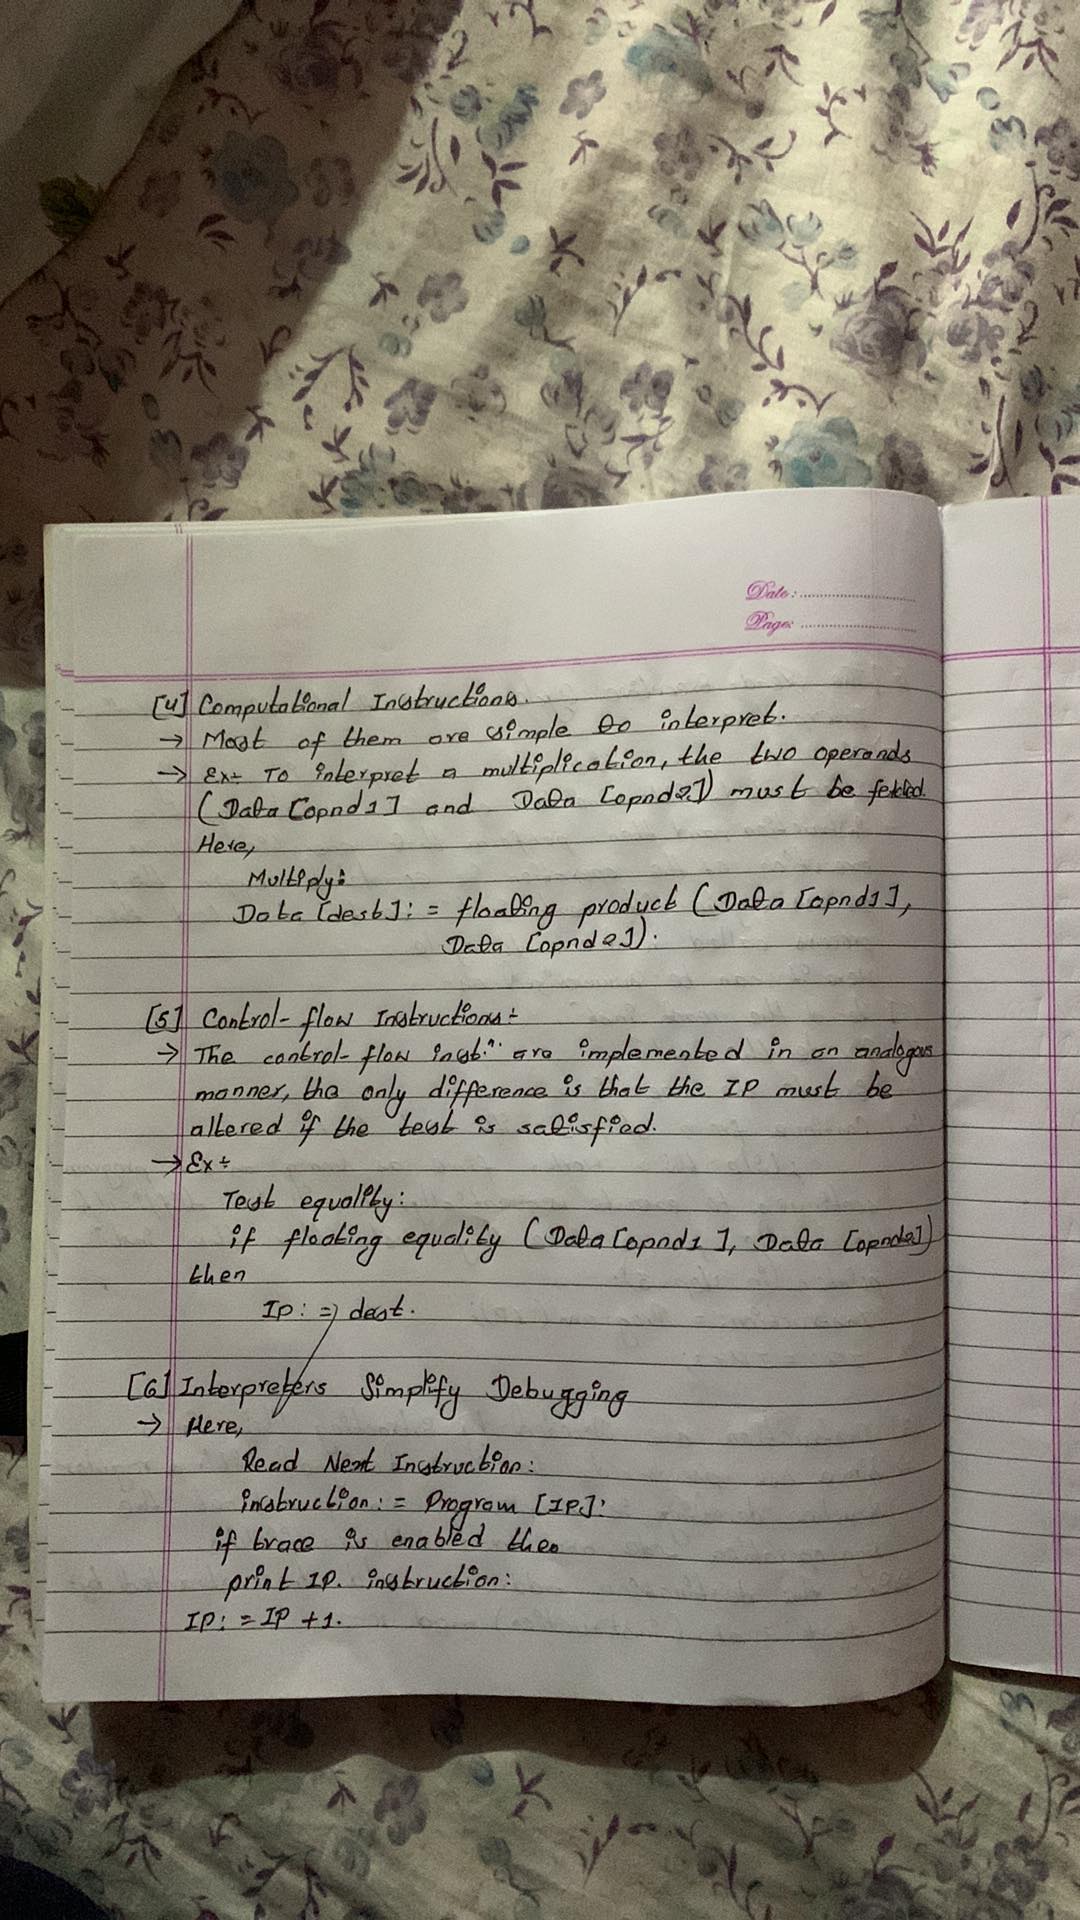 Date:
Page:
[4] Computational Instructions.
→ Most of them are simple to interpret.
→ Ex÷ To interpret a multiplication, the two operands
(Data [opnd1] and Data [opnd2]) must be fetched.
Here,
Multiply:
Data [dest]: = floating product (Data [opnd1],
Data [opnd2]).
[5] Control-flow Instructions÷
→ The control-flow instⁿ. are implemented in an analogous
manner, the only difference is that the IP must be
altered if the test is satisfied.
→ Ex÷
Test equality:
if floating equality (Data [opnd1], Data [opnd2])
then
IP: => dest.
[6] Interpreters Simplify Debugging
→ Here,
Read Next Instruction:
instruction: = Program [IP]:
if trace is enabled then
print IP. instruction:
IP: = IP +1.